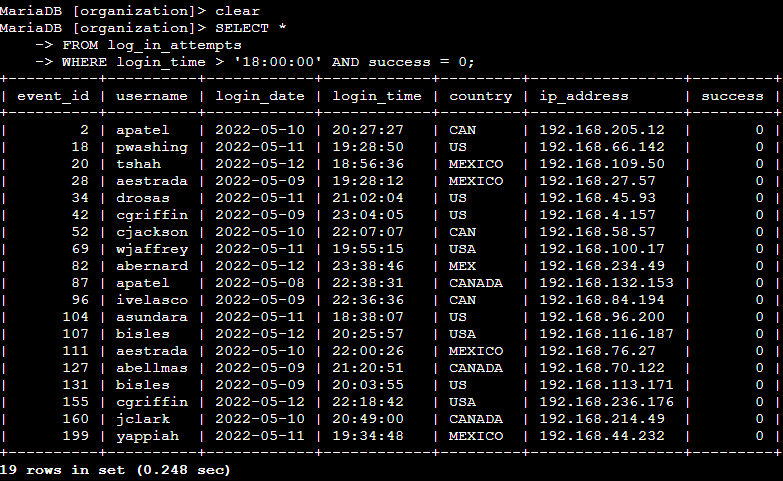 MariaDB [organization]> clear
MariaDB [organization]> SELECT *
    -> FROM log_in_attempts
    -> WHERE login_time > '18:00:00' AND success = 0;
+----------+----------+------------+------------+---------+-----------------+---------+
| event_id | username | login_date | login_time | country | ip_address      | success |
+----------+----------+------------+------------+---------+-----------------+---------+
|        2 | apatel   | 2022-05-10 | 20:27:27   | CAN     | 192.168.205.12  |       0 |
|       18 | pwashing | 2022-05-11 | 19:28:50   | US      | 192.168.66.142  |       0 |
|       20 | tshah    | 2022-05-12 | 18:56:36   | MEXICO  | 192.168.109.50  |       0 |
|       28 | aestrada | 2022-05-09 | 19:28:12   | MEXICO  | 192.168.27.57   |       0 |
|       34 | drosas   | 2022-05-11 | 21:02:04   | US      | 192.168.45.93   |       0 |
|       42 | cgriffin | 2022-05-09 | 23:04:05   | US      | 192.168.4.157   |       0 |
|       52 | cjackson | 2022-05-10 | 22:07:07   | CAN     | 192.168.58.57   |       0 |
|       69 | wjaffrey | 2022-05-11 | 19:55:15   | USA     | 192.168.100.17  |       0 |
|       82 | abernard | 2022-05-12 | 23:38:46   | MEX     | 192.168.234.49  |       0 |
|       87 | apatel   | 2022-05-08 | 22:38:31   | CANADA  | 192.168.132.153 |       0 |
|       96 | ivelasco | 2022-05-09 | 22:36:36   | CAN     | 192.168.84.194  |       0 |
|      104 | asundara | 2022-05-11 | 18:38:07   | US      | 192.168.96.200  |       0 |
|      107 | bisles   | 2022-05-12 | 20:25:57   | USA     | 192.168.116.187 |       0 |
|      111 | aestrada | 2022-05-10 | 22:00:26   | MEXICO  | 192.168.76.27   |       0 |
|      127 | abellmas | 2022-05-09 | 21:20:51   | CANADA  | 192.168.70.122  |       0 |
|      131 | bisles   | 2022-05-09 | 20:03:55   | US      | 192.168.113.171 |       0 |
|      155 | cgriffin | 2022-05-12 | 22:18:42   | USA     | 192.168.236.176 |       0 |
|      160 | jclark   | 2022-05-10 | 20:49:00   | CANADA  | 192.168.214.49  |       0 |
|      199 | yappiah  | 2022-05-11 | 19:34:48   | MEXICO  | 192.168.44.232  |       0 |
+----------+----------+------------+------------+---------+-----------------+---------+
19 rows in set (0.248 sec)